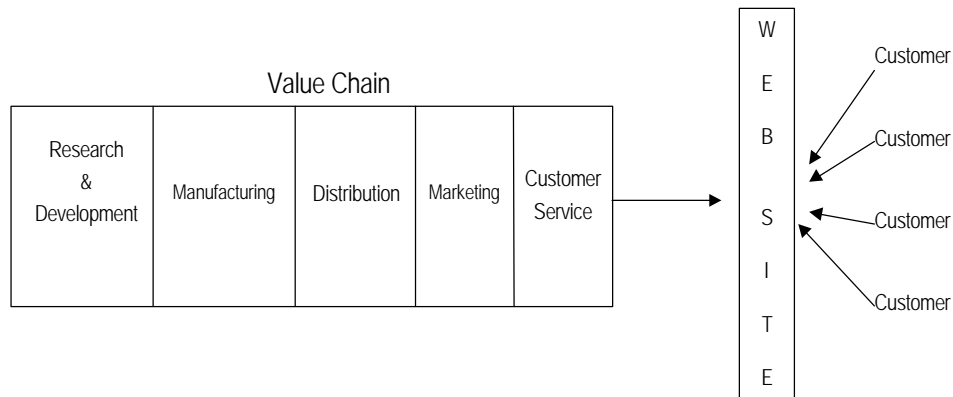 Value Chain
Research
&
Development
Manufacturing
Distribution
Marketing
Customer
Service
W
E
B
S
I
T
E
Customer
Customer
Customer
Customer